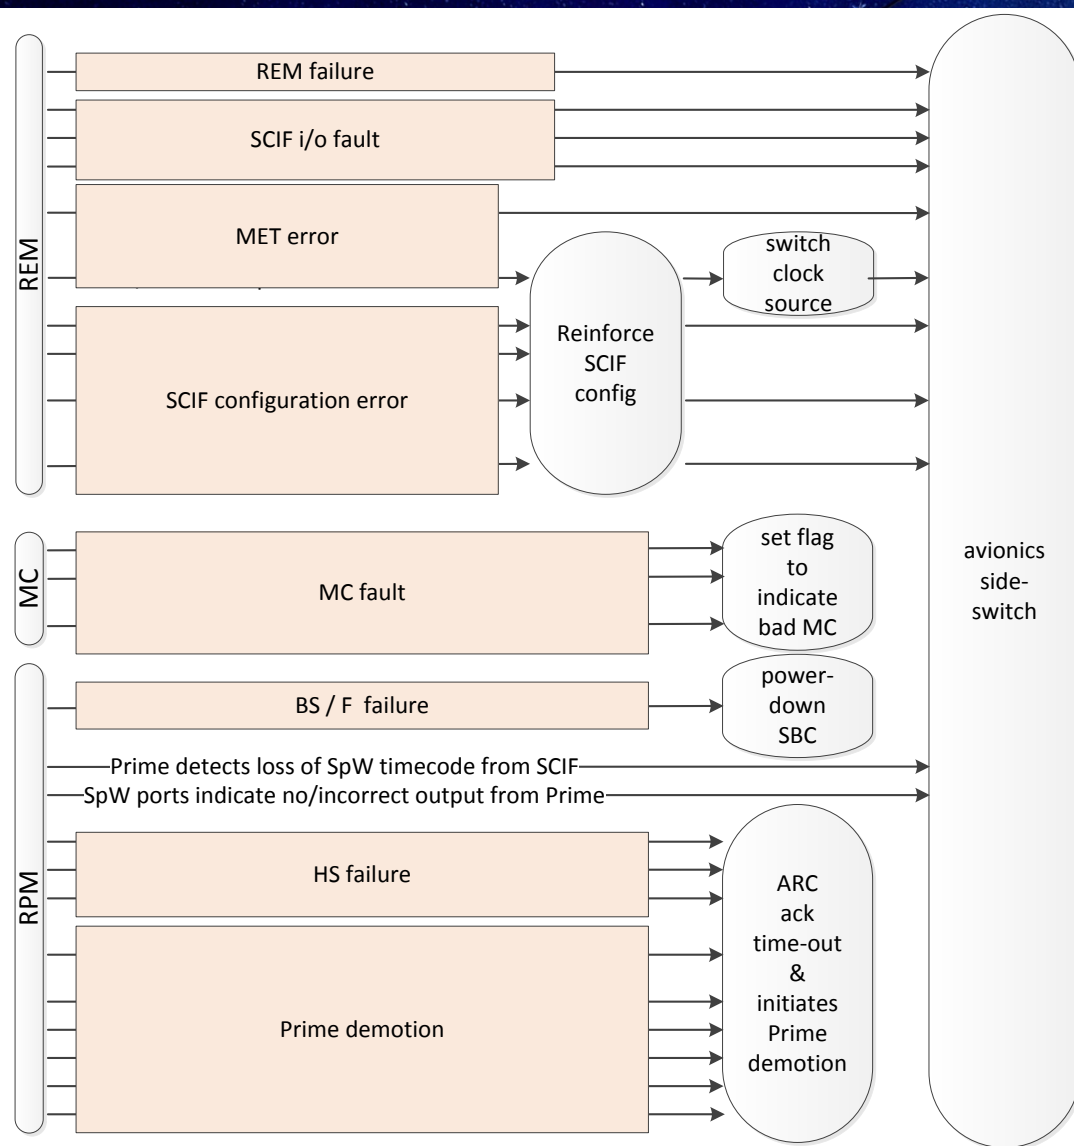 REM
REM failure
SCIF i/o fault
MET error
SCIF configuration error
Reinforce
SCIF
config
switch
clock
source
avionics
side-
switch
MC
MC fault
set flag
to
indicate
bad MC
RPM
BS / F  failure
power-
down
SBC
Prime detects loss of SpW timecode from SCIF
SpW ports indicate no/incorrect output from Prime
HS failure
Prime demotion
ARC
ack
time-out
&
initiates
Prime
demotion